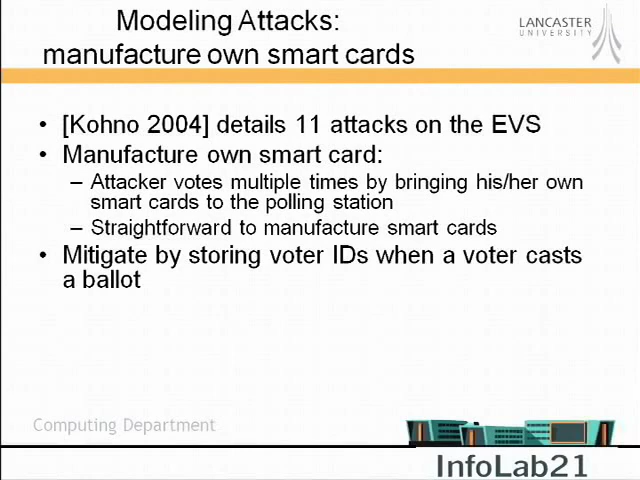 Modeling Attacks:
manufacture own smart cards
LANCASTER
UNIVERSITY
• [Kohno 2004] details 11 attacks on the EVS
• Manufacture own smart card:
– Attacker votes multiple times by bringing his/her own
smart cards to the polling station
– Straightforward to manufacture smart cards
• Mitigate by storing voter IDs when a voter casts
a ballot
Computing Department
InfoLab21